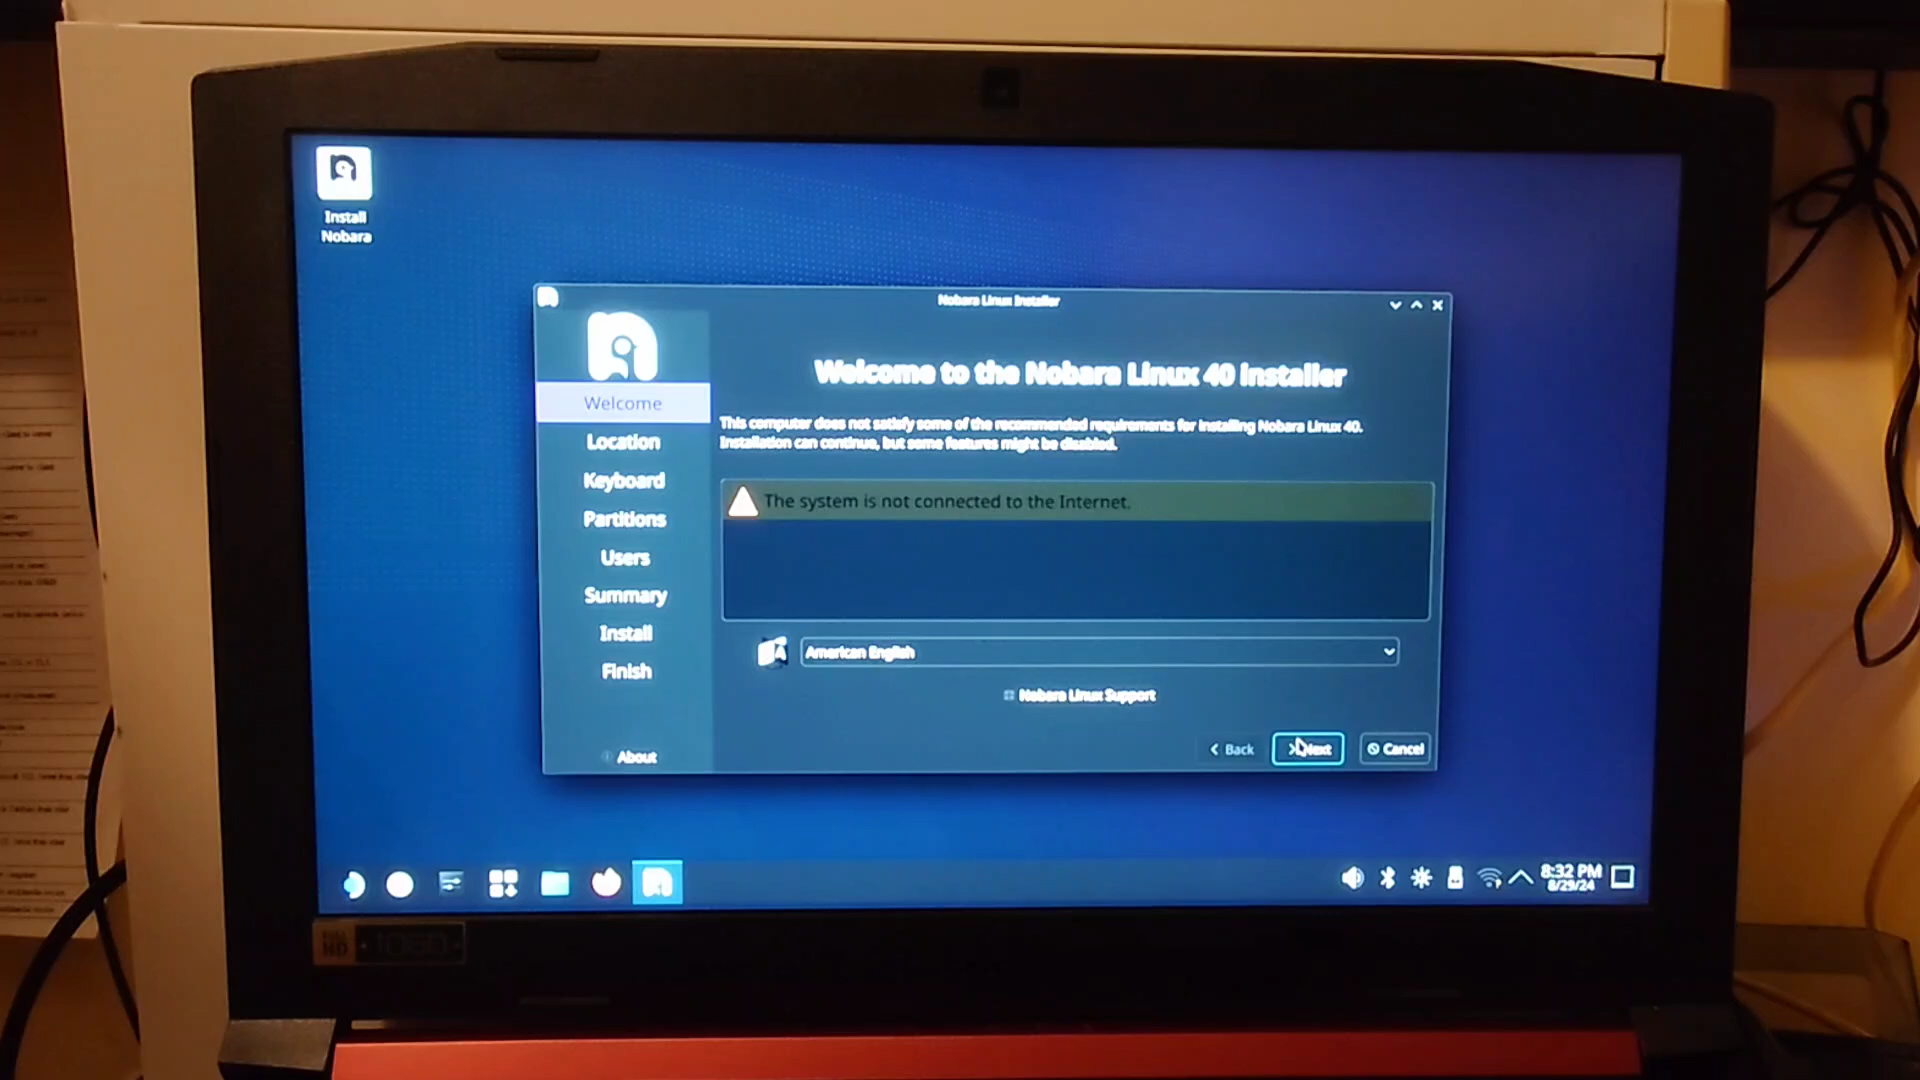 Install
Nobara
Nobara Linux Installer
Welcome to the Nobara Linux 40 Installer
This computer does not satisfy some of the recommended requirements for installing Nobara Linux 40.
Installation can continue, but some features might be disabled.
The system is not connected to the Internet.
Welcome
Location
Keyboard
Partitions
Users
Summary
Install
Finish
About
American English
Nobara Linux Support
Back
Next
Cancel
8:32 PM
8/29/24
FULL
HD
1080